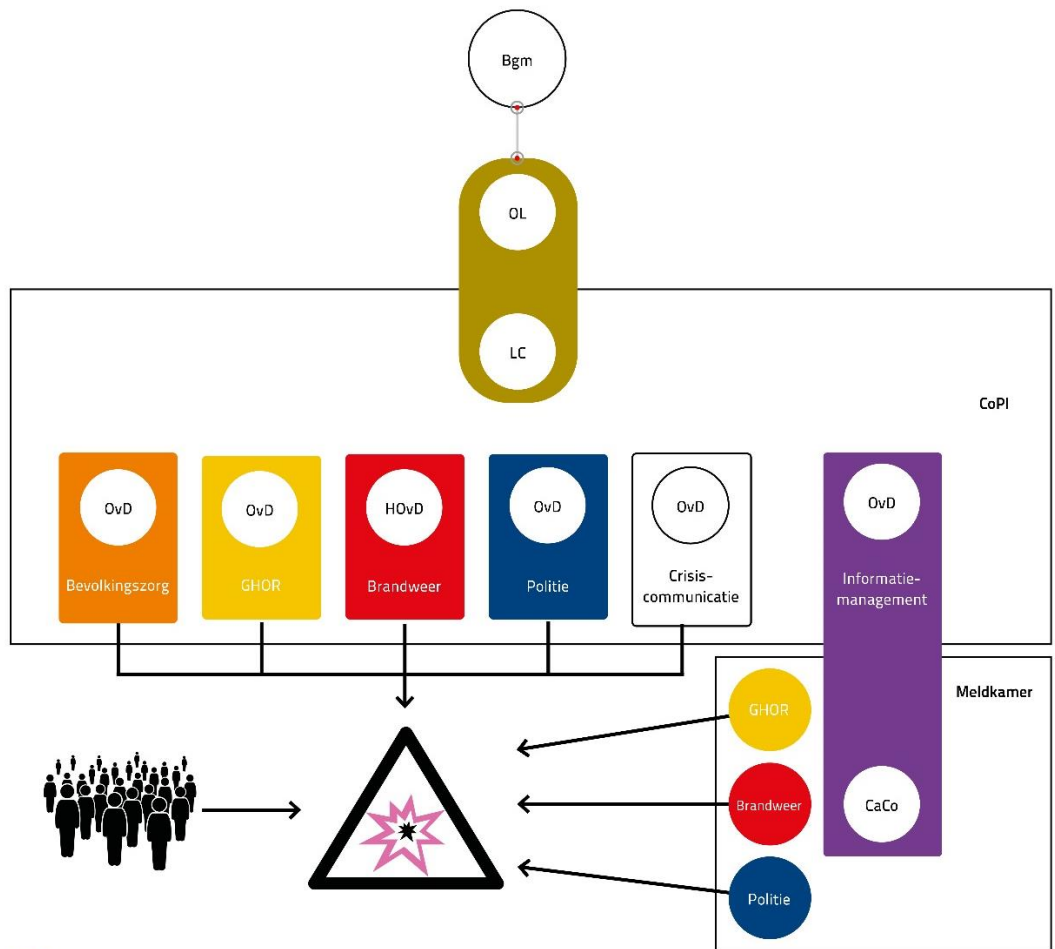 Bgm
OL
LC
CoPI
OvD
OvD
HOvD
OvD
OvD
OvD
Bevolkingszorg
GHOR
Brandweer
Politie
Crisis-
communicatie
Informatie-
management
Meldkamer
GHOR
Brandweer
CaCo
Politie